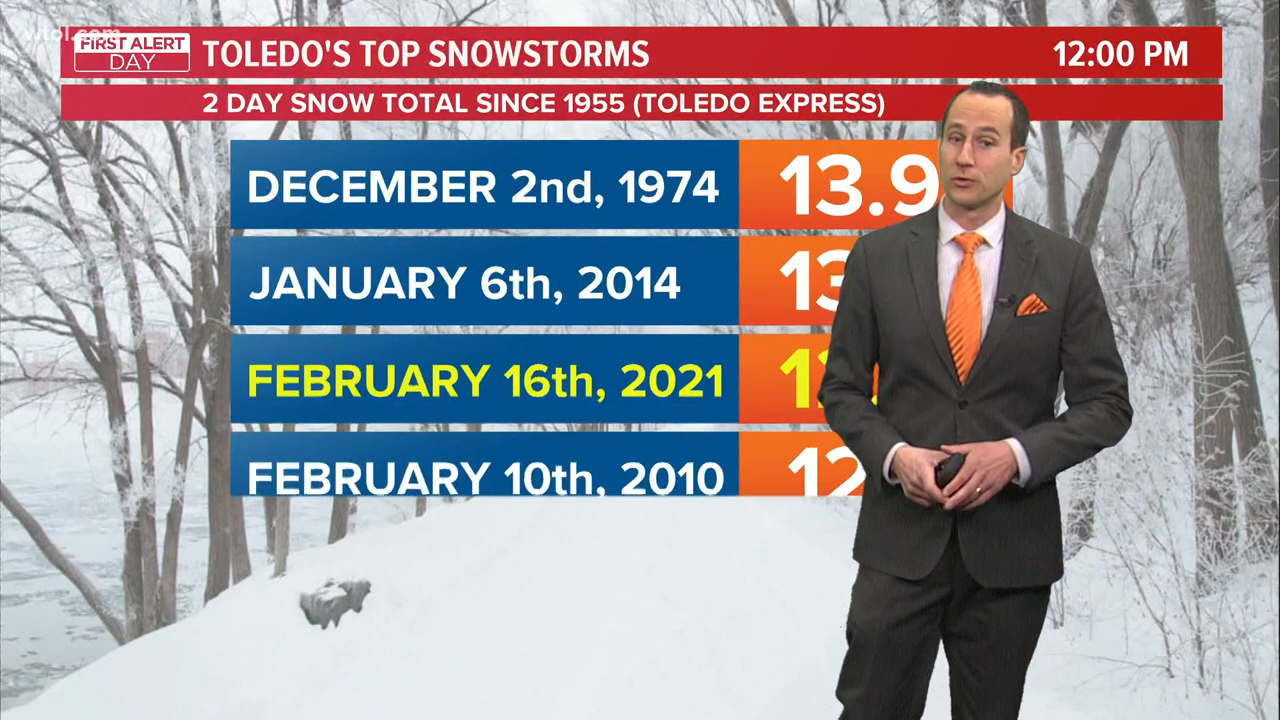 wtol.com
FIRST ALERT
DAY
TOLEDO'S TOP SNOWSTORMS
12:00 PM
2 DAY SNOW TOTAL SINCE 1955 (TOLEDO EXPRESS)
DECEMBER 2nd, 1974 13.9
JANUARY 6th, 2014
FEBRUARY 16th, 2021
FEBRUARY 10th, 2010